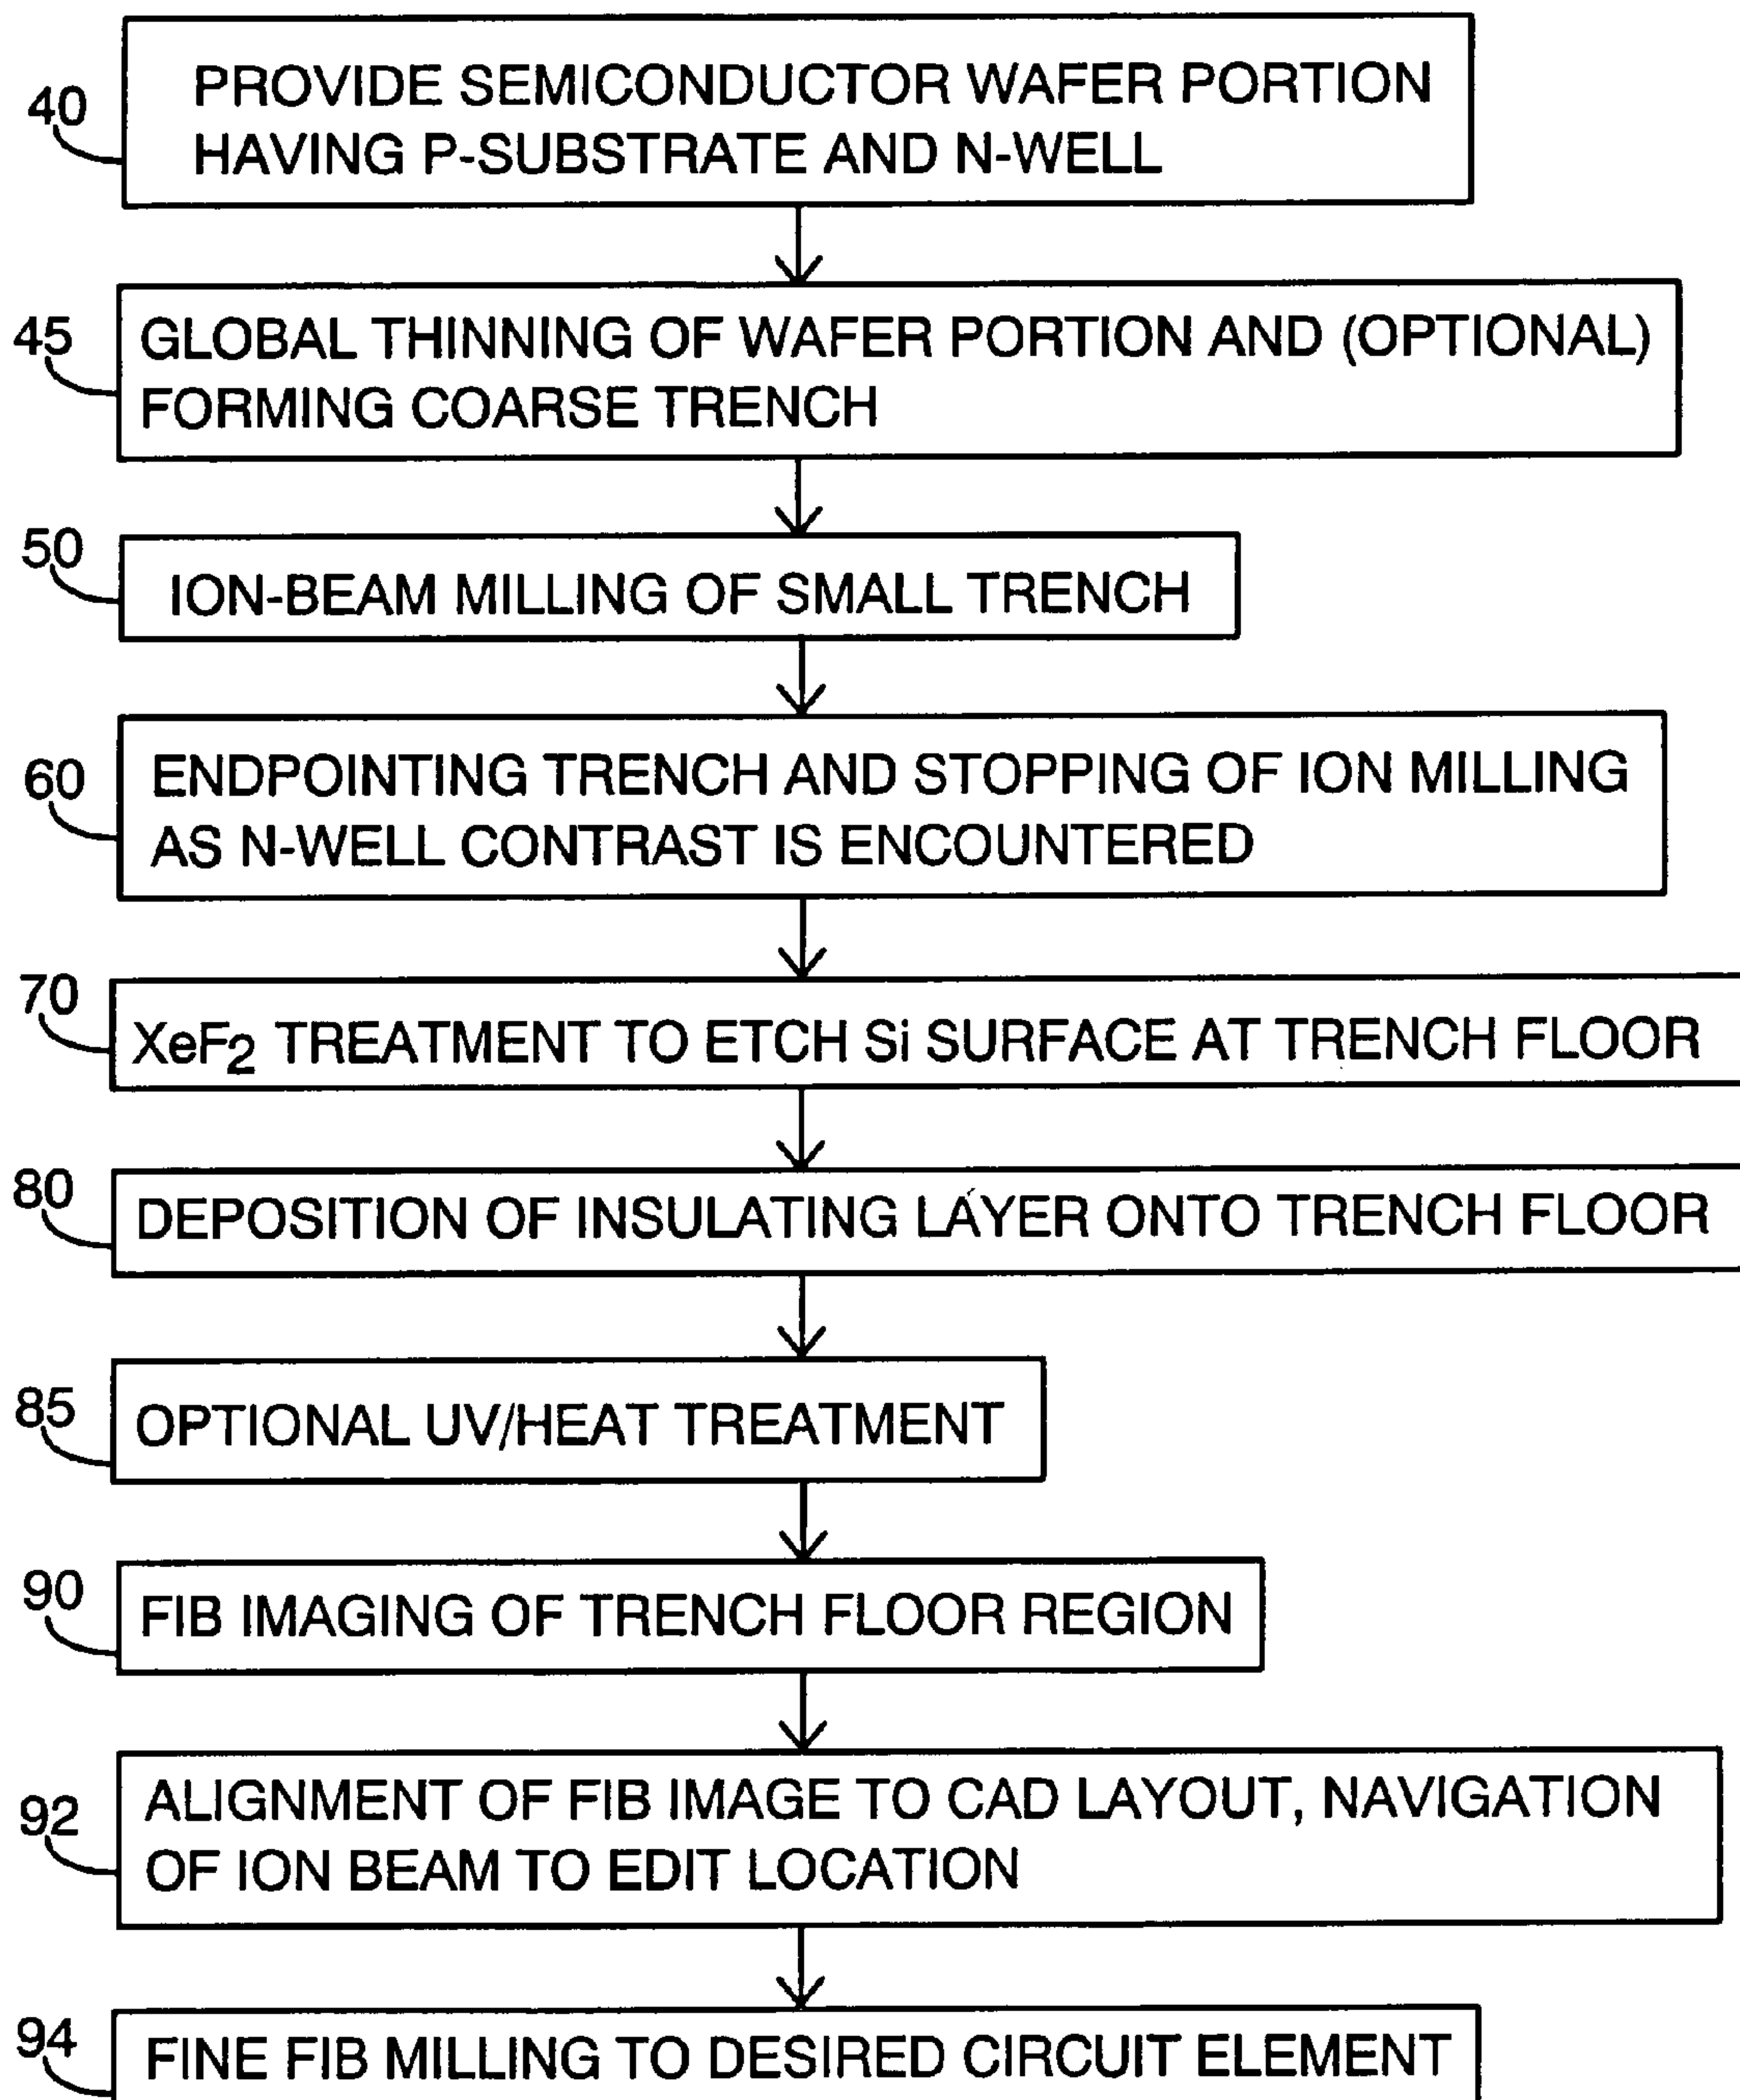 40
PROVIDE SEMICONDUCTOR WAFER PORTION
HAVING P-SUBSTRATE AND N-WELL
45
GLOBAL THINNING OF WAFER PORTION AND (OPTIONAL)
FORMING COARSE TRENCH
50
ION-BEAM MILLING OF SMALL TRENCH
60
ENDPOINTING TRENCH AND STOPPING OF ION MILLING
AS N-WELL CONTRAST IS ENCOUNTERED
70
XeF2 TREATMENT TO ETCH Si SURFACE AT TRENCH FLOOR
80
DEPOSITION OF INSULATING LAYER ONTO TRENCH FLOOR
85
OPTIONAL UV/HEAT TREATMENT
90
FIB IMAGING OF TRENCH FLOOR REGION
92
ALIGNMENT OF FIB IMAGE TO CAD LAYOUT, NAVIGATION
OF ION BEAM TO EDIT LOCATION
94
FINE FIB MILLING TO DESIRED CIRCUIT ELEMENT